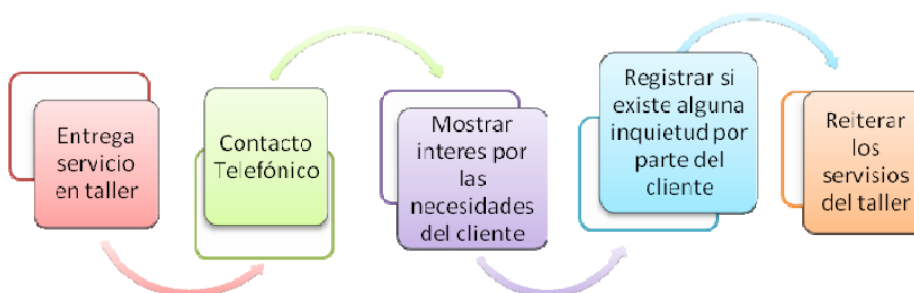 Entrega
servicio
en taller
Contacto
Telefónico
Mostrar
interes por
las
necesidades
del cliente
Registrar si
existe alguna
inquietud por
parte del
cliente
Reiterar
los
servisios
del taller